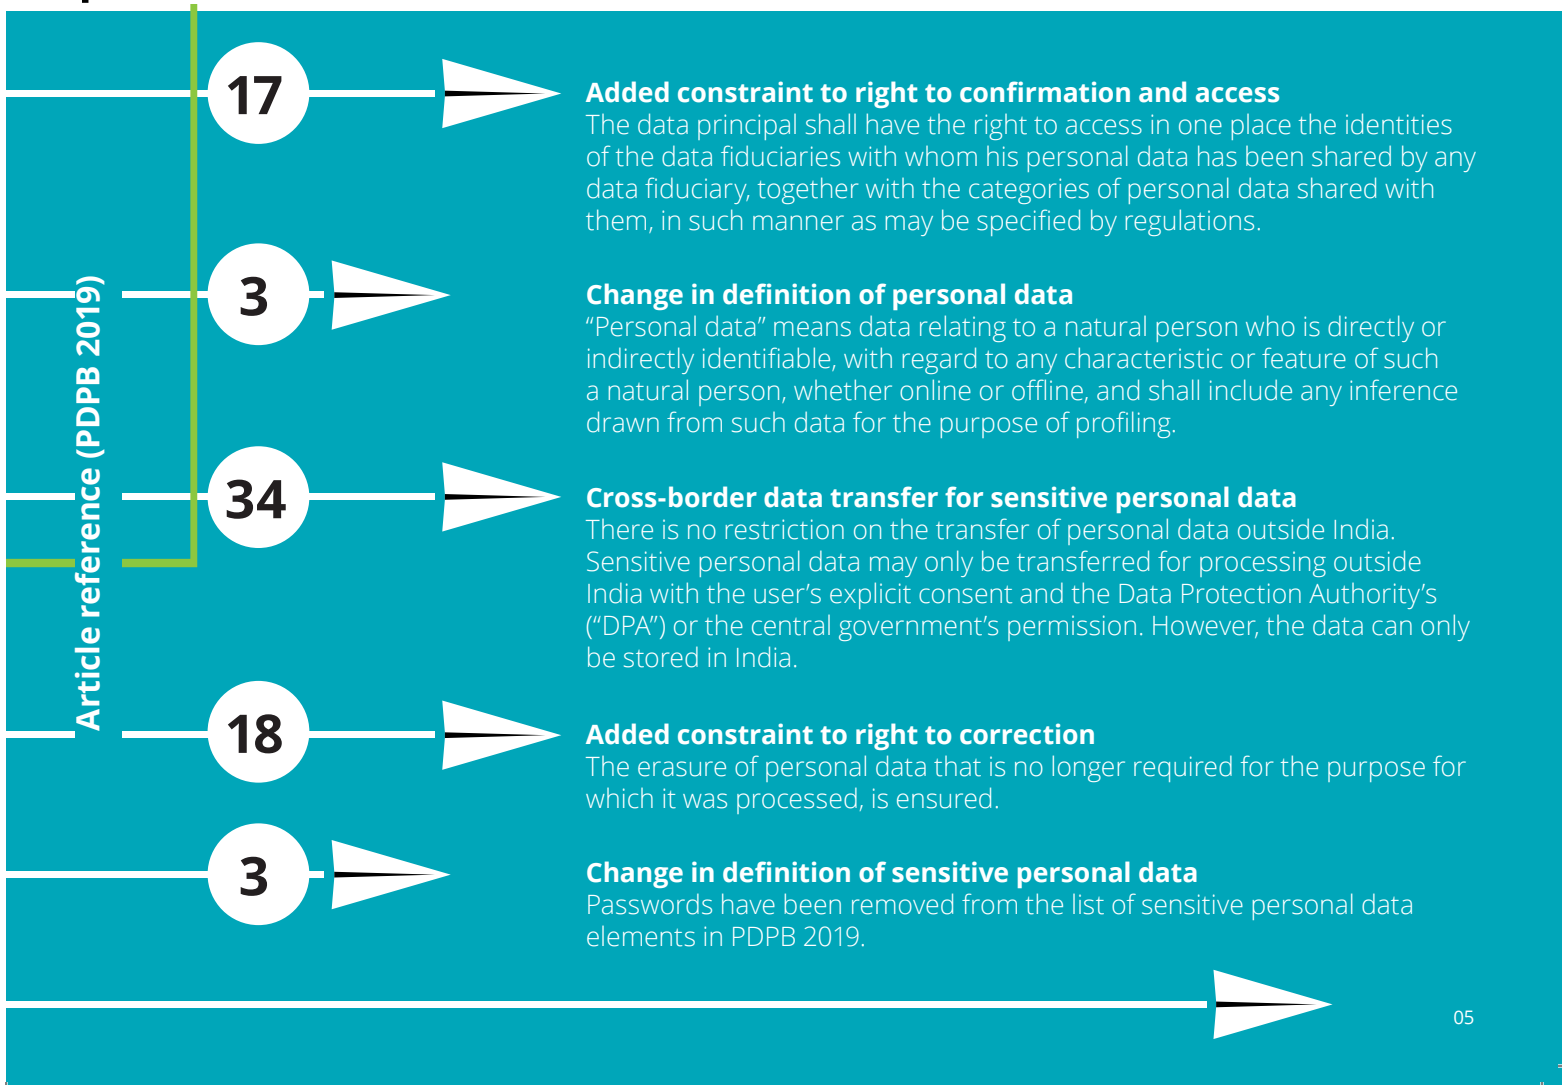 Article reference (PDPB 2019)
17
Added constraint to right to confirmation and access
The data principal shall have the right to access in one place the identities
of the data fiduciaries with whom his personal data has been shared by any
data fiduciary, together with the categories of personal data shared with
them, in such manner as may be specified by regulations.
3
Change in definition of personal data
“Personal data” means data relating to a natural person who is directly or
indirectly identifiable, with regard to any characteristic or feature of such
a natural person, whether online or offline, and shall include any inference
drawn from such data for the purpose of profiling.
34
Cross-border data transfer for sensitive personal data
There is no restriction on the transfer of personal data outside India.
Sensitive personal data may only be transferred for processing outside
India with the user’s explicit consent and the Data Protection Authority’s
(“DPA”) or the central government’s permission. However, the data can only
be stored in India.
18
Added constraint to right to correction
The erasure of personal data that is no longer required for the purpose for
which it was processed, is ensured.
3
Change in definition of sensitive personal data
Passwords have been removed from the list of sensitive personal data
elements in PDPB 2019.
05